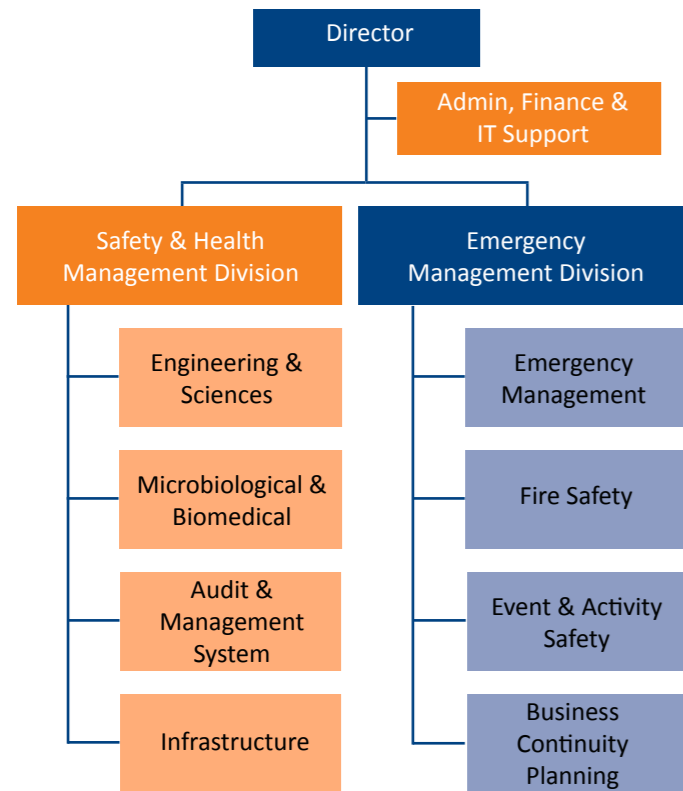 Director
Admin, Finance &
IT Support
Safety & Health
Management Division
Engineering &
Sciences
Microbiological &
Biomedical
Audit &
Management
System
Infrastructure
Emergency
Management Division
Emergency
Management
Fire Safety
Event & Activity
Safety
Business
Continuity
Planning